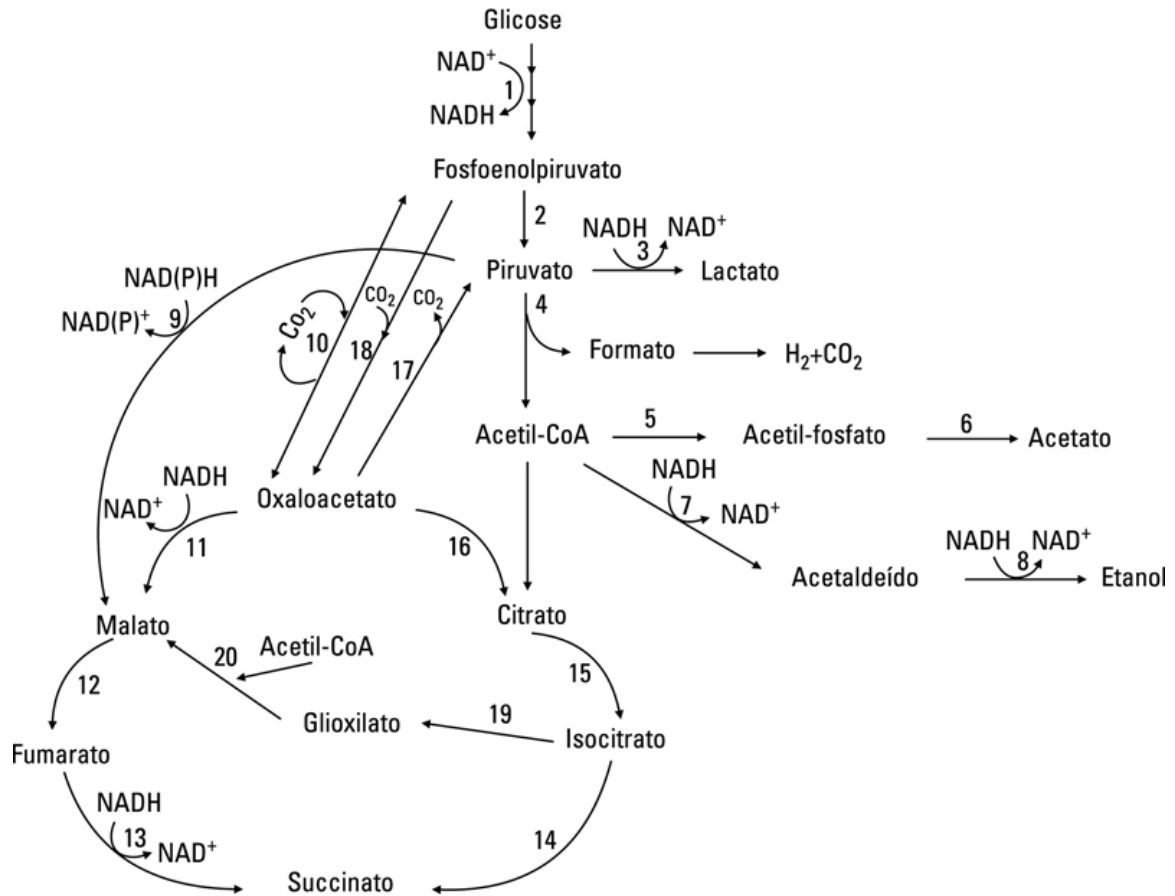 Glicose
NAD⁺
1
NADH
Fosfoenolpiruvato
2
NADH NAD⁺
3
Piruvato
Lactato
NAD(P)H
NAD(P)⁺
9
CO₂
CO₂
CO₂
10
18
17
4
Formato
H₂+CO₂
Acetil-CoA
5
Acetil-fosfato
6
Acetato
NADH
NAD⁺
7
Oxaloacetato
NADH
NAD⁺
11
16
NADH NAD⁺
8
Acetaldeído
Etanol
Malato
Citrato
Acetil-CoA
20
12
15
Glioxilato
19
Isocitrato
Fumarato
NADH
13
NAD⁺
14
Succinato